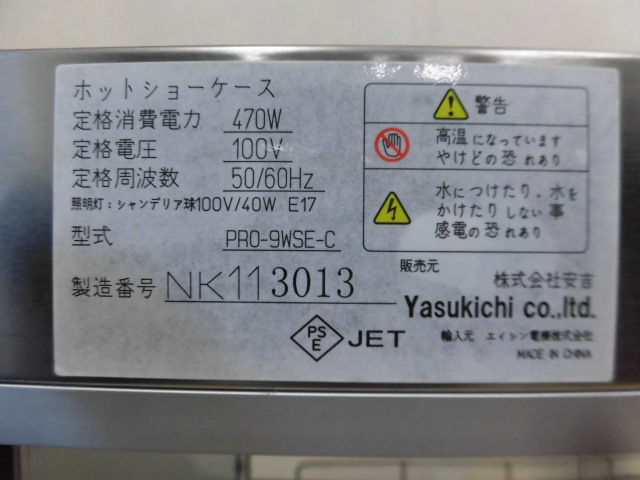 ホットショーケース
定格消費電力 470W
定格電圧 100V
定格周波数 50/60Hz
照明灯：シャンデリア球100V/40W E17
型式 PRO-9WSE-C
製造番号 NK113013
PS
E
JET
警告
高温になっています
やけどの恐れあり
水につけたり、水を
かけたりしない事
感電の恐れあり
販売元
株式会社安吉
Yasukichi co.,ltd.
輸入元 エイシン電機株式会社
MADE IN CHINA